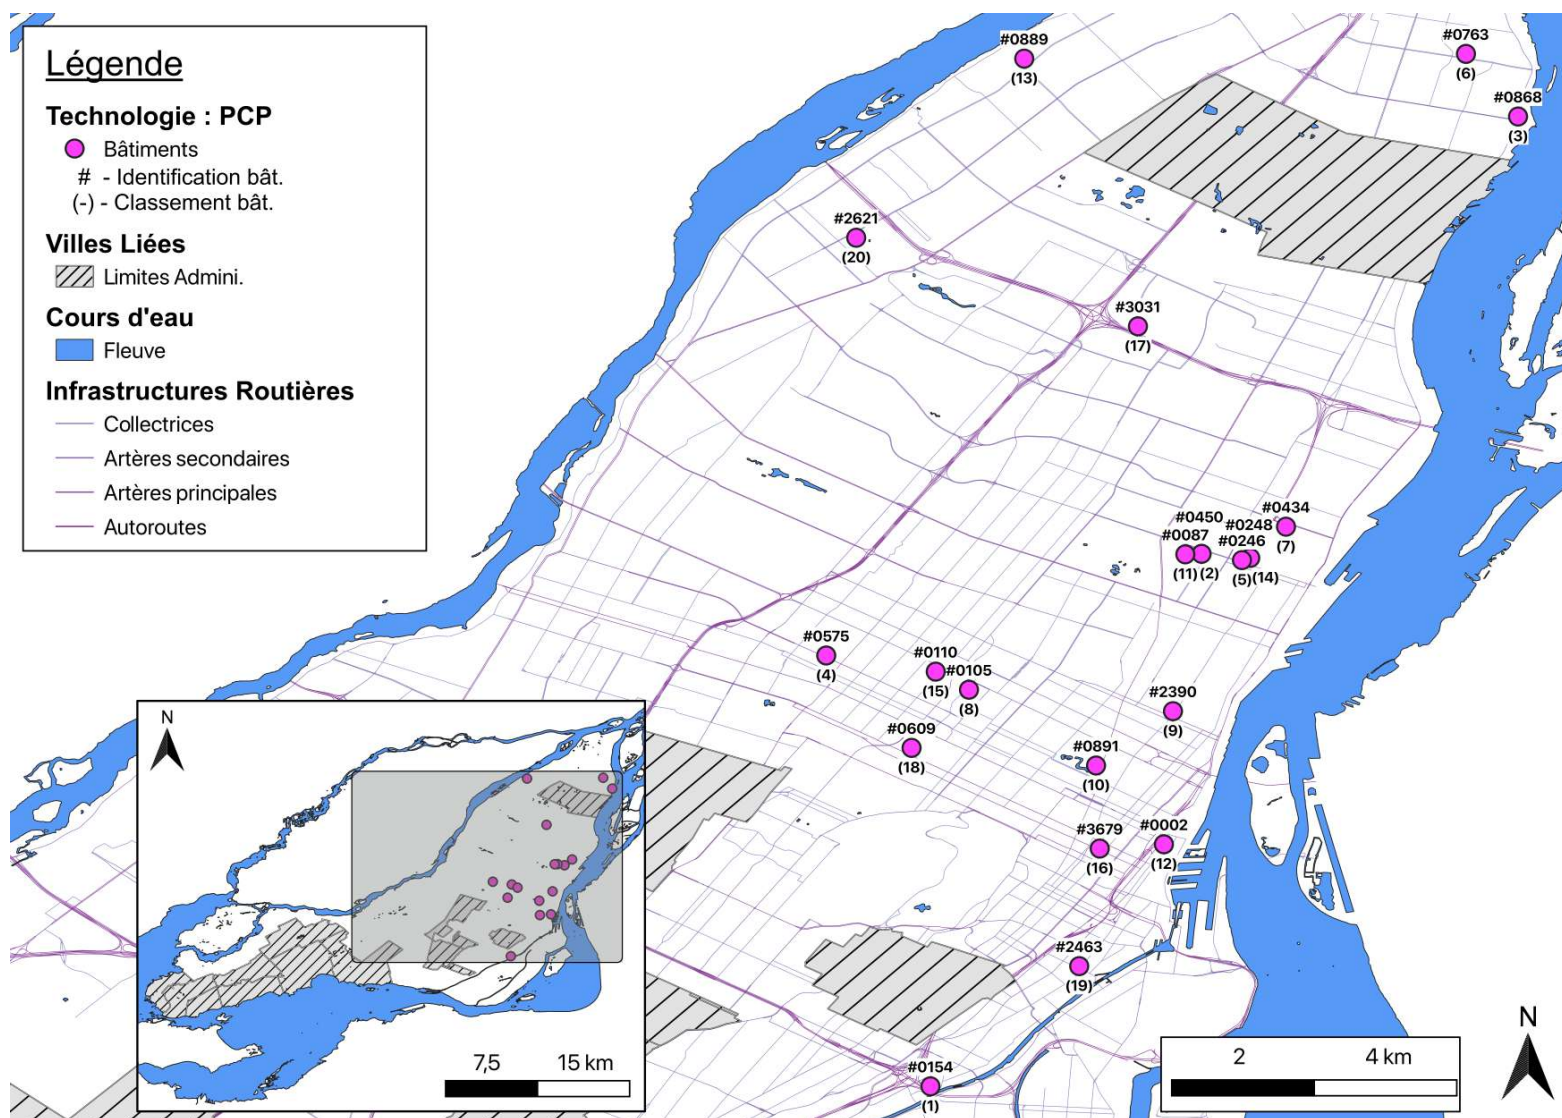 Légende
Technologie : PCP
Bâtiments
# - Identification bât.
(-) - Classement bât.
Villes Liées
Limites Admini.
Cours d'eau
Fleuve
Infrastructures Routières
Collectrices
Artères secondaires
Artères principales
Autoroutes
#0889
(13)
#0763
(6)
#0868
(3)
#2621
(20)
#3031
(17)
#0434
(7)
#0450
(2)
#0248
(14)
#0087
(11)
#0246
(5)
#0575
(4)
#0110
(15)
#0105
(8)
#2390
(9)
#0609
(18)
#0891
(10)
#3679
(16)
#0002
(12)
#2463
(19)
#0154
(1)
N
7,5 15 km
2 4 km
N